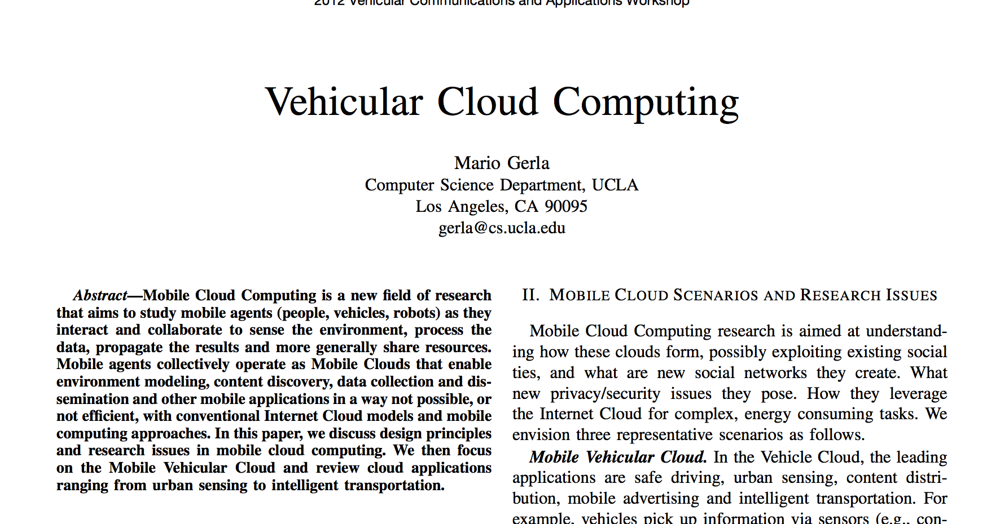 2012 Vehicular Communications and Applications Workshop
Vehicular Cloud Computing
Mario Gerla
Computer Science Department, UCLA
Los Angeles, CA 90095
gerla@cs.ucla.edu
Abstract—Mobile Cloud Computing is a new field of research
that aims to study mobile agents (people, vehicles, robots) as they
interact and collaborate to sense the environment, process the
data, propagate the results and more generally share resources.
Mobile agents collectively operate as Mobile Clouds that enable
environment modeling, content discovery, data collection and dis-
semination and other mobile applications in a way not possible, or
not efficient, with conventional Internet Cloud models and mobile
computing approaches. In this paper, we discuss design principles
and research issues in mobile cloud computing. We then focus
on the Mobile Vehicular Cloud and review cloud applications
ranging from urban sensing to intelligent transportation.
II. MOBILE CLOUD SCENARIOS AND RESEARCH ISSUES
Mobile Cloud Computing research is aimed at understand-
ing how these clouds form, possibly exploiting existing social
ties, and what are new social networks they create. What
new privacy/security issues they pose. How they leverage
the Internet Cloud for complex, energy consuming tasks. We
envision three representative scenarios as follows.
Mobile Vehicular Cloud. In the Vehicle Cloud, the leading
applications are safe driving, urban sensing, content distri-
bution, mobile advertising and intelligent transportation. For
example, vehicles pick up information via sensors (e.g., con-